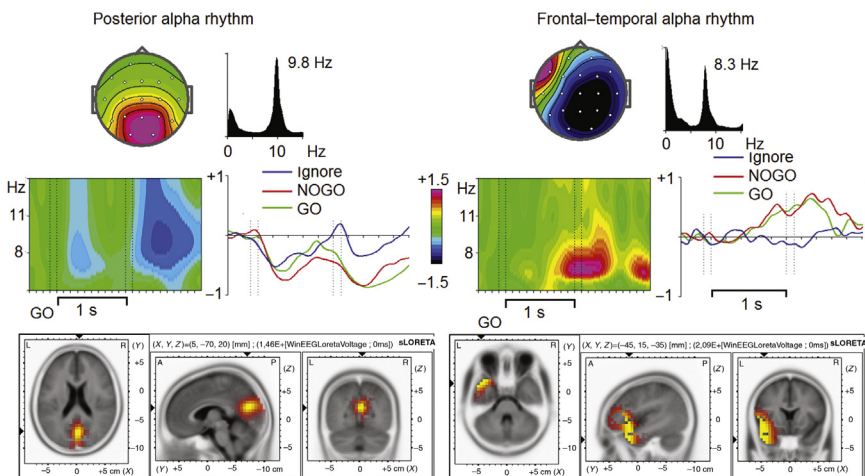 Posterior alpha rhythm
9.8 Hz
0 10 Hz
Ignore
NOGO
GO
Hz
11
8
+1
−1
+1.5
−1.5
GO
1 s
Frontal–temporal alpha rhythm
8.3 Hz
0 10 Hz
Ignore
NOGO
GO
Hz
11
8
+1
−1
GO
1 s
1 s
(X, Y, Z)=(5, -70, 20) [mm] ; (1,46E+[WinEEGLoretaVoltage ; 0ms)] sLORETA
L R (Y)
+5
0
−5
−10
−5 0 +5 cm (X)
A P (Z)
+5
0
−5
(Y) +5 0 −5 −10 cm
L R (Z)
+5
0
−5
−5 0 +5 cm (X)
(X, Y, Z)=(-45, 15, -35) [mm] ; (2,09E+[WinEEGLoretaVoltage ; 0ms)] sLORETA
L R (Y)
+5
0
−5
−10
−5 0 +5 cm (X)
A P (Z)
+5
0
−5
(Y) +5 0 −5 −10 cm
L R (Z)
+5
0
−5
−5 0 +5 cm (X)